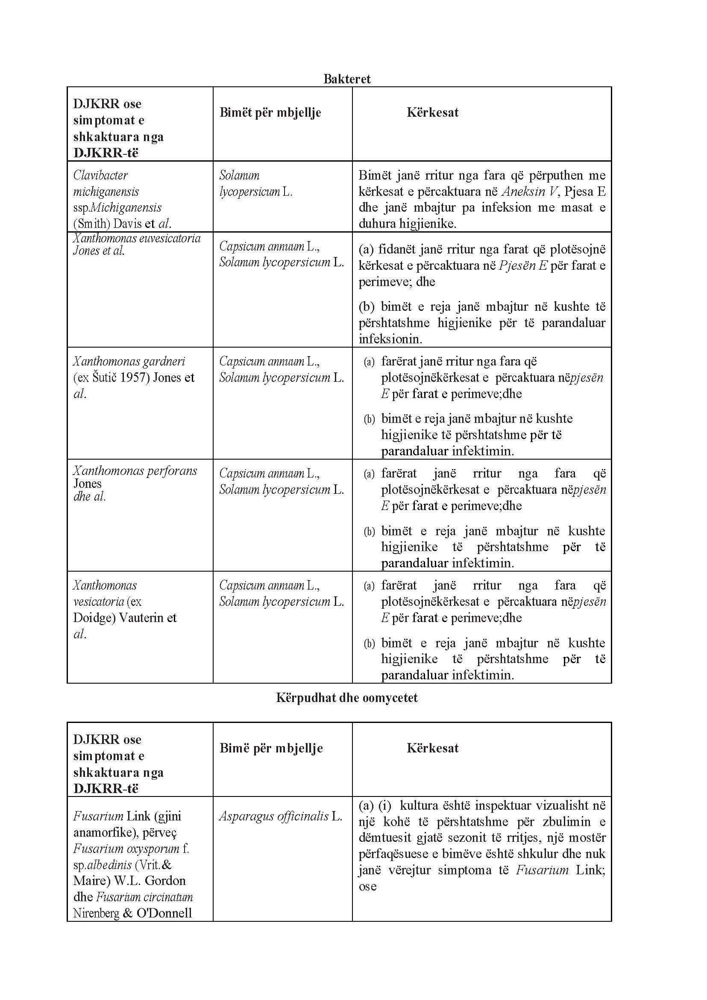 Bakteret
DJKRR ose
simptomat e
shkaktuara nga
DJKRR-të
Bimët për mbjellje
Kërkesat
Clavibacter
michiganensis
ssp.Michiganensis
(Smith) Davis et al.
Solanum
lycopersicum L.
Bimët janë rritur nga fara që përputhen me
kërkesat e përcaktuara në Aneksin V, Pjesa E
dhe janë mbajtur pa infeksion me masat e
duhura higjienike.
Xanthomonas euvesicatoria
Jones et al.
Capsicum annuum L.,
Solanum lycopersicum L.
(a) fidanët janë rritur nga farat që plotësojnë
kërkesat e përcaktuara në Pjesën E për farat e
perimeve; dhe
(b) bimët e reja janë mbajtur në kushte të
përshtatshme higjienike për të parandaluar
infeksionin.
Xanthomonas gardneri
(ex Šutič 1957) Jones et
al.
Capsicum annuum L.,
Solanum lycopersicum L.
(a) farërat janë rritur nga fara që
plotësojnëkërkesat e përcaktuara nëpjesën
E për farat e perimeve;dhe
(b) bimët e reja janë mbajtur në kushte
higjienike të përshtatshme për të
parandaluar infektimin.
Xanthomonas perforans
Jones
dhe al.
Capsicum annuum L.,
Solanum lycopersicum L.
(a) farërat janë rritur nga fara që
plotësojnëkërkesat e përcaktuara nëpjesën
E për farat e perimeve;dhe
(b) bimët e reja janë mbajtur në kushte
higjienike të përshtatshme për të
parandaluar infektimin.
Xanthomonas
vesicatoria (ex
Doidge) Vauterin et
al.
Capsicum annuum L.,
Solanum lycopersicum L.
(a) farërat janë rritur nga fara që
plotësojnëkërkesat e përcaktuara nëpjesën
E për farat e perimeve;dhe
(b) bimët e reja janë mbajtur në kushte
higjienike të përshtatshme për të
parandaluar infektimin.
Kërpudhat dhe oomycetet
DJKRR ose
simptomat e
shkaktuara nga
DJKRR-të
Bimë për mbjellje
Kërkesat
Fusarium Link (gjini
anamorfike), përveç
Fusarium oxysporum f.
sp.albedinis (Vrit.&
Maire) W.L. Gordon
dhe Fusarium circinatum
Nirenberg & O'Donnell
Asparagus officinalis L.
(a) (i) kultura është inspektuar vizualisht në
një kohë të përshtatshme për zbulimin e
dëmtuesit gjatë sezonit të rritjes, një mostër
përfaqësuese e bimëve është shkulur dhe nuk
janë vërejtur simptoma të Fusarium Link;
ose